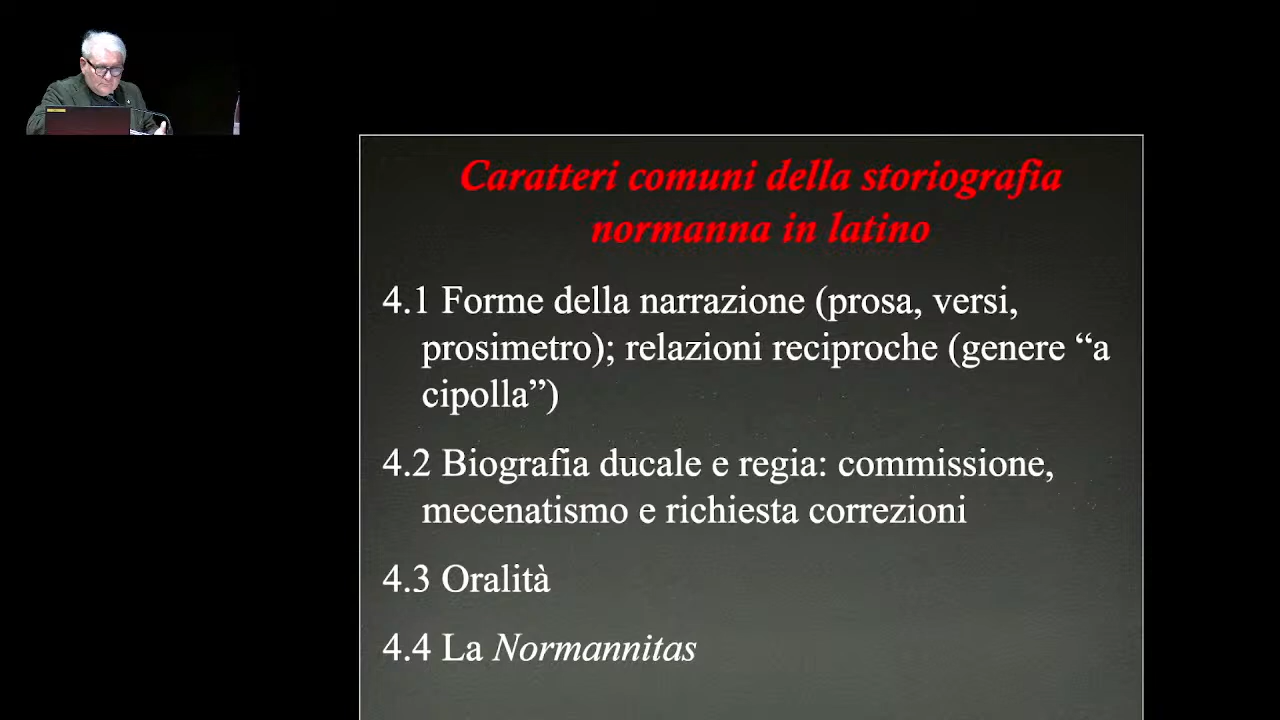 Caratteri comuni della storiografia
normanna in latino
4.1 Forme della narrazione (prosa, versi,
prosimetro); relazioni reciproche (genere “a
cipolla”)
4.2 Biografia ducale e regia: commissione,
mecenatismo e richiesta correzioni
4.3 Oralità
4.4 La Normannitas